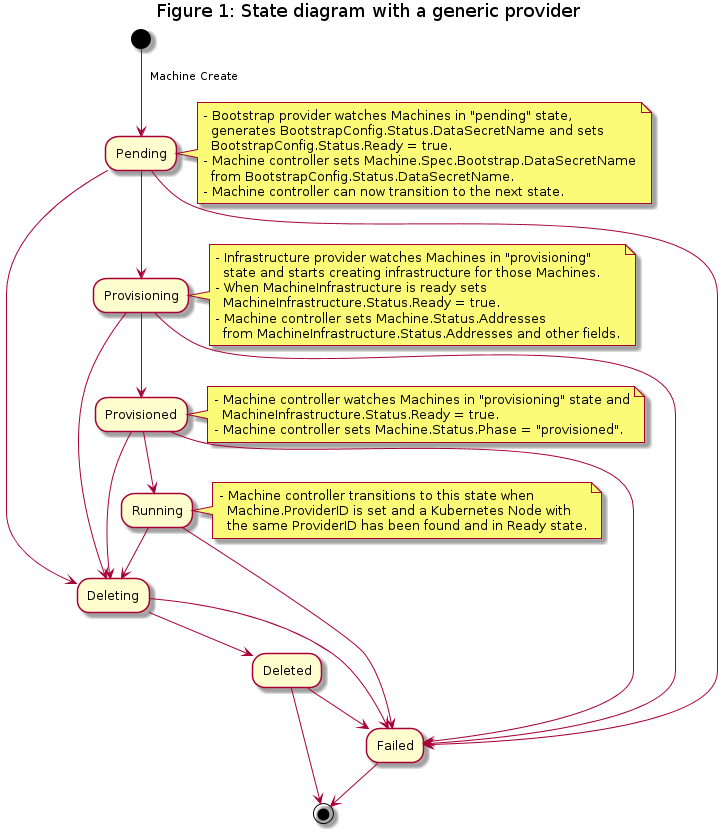 Figure 1: State diagram with a generic provider
Machine Create
Pending
- Bootstrap provider watches Machines in "pending" state,
generates BootstrapConfig.Status.DataSecretName and sets
BootstrapConfig.Status.Ready = true.
- Machine controller sets Machine.Spec.Bootstrap.DataSecretName
from BootstrapConfig.Status.DataSecretName.
- Machine controller can now transition to the next state.
Provisioning
- Infrastructure provider watches Machines in "provisioning"
state and starts creating infrastructure for those Machines.
- When MachineInfrastructure is ready sets
MachineInfrastructure.Status.Ready = true.
- Machine controller sets Machine.Status.Addresses
from MachineInfrastructure.Status.Addresses and other fields.
Provisioned
- Machine controller watches Machines in "provisioning" state and
MachineInfrastructure.Status.Ready = true.
- Machine controller sets Machine.Status.Phase = "provisioned".
Running
- Machine controller transitions to this state when
Machine.ProviderID is set and a Kubernetes Node with
the same ProviderID has been found and in Ready state.
Deleting
Deleted
Failed